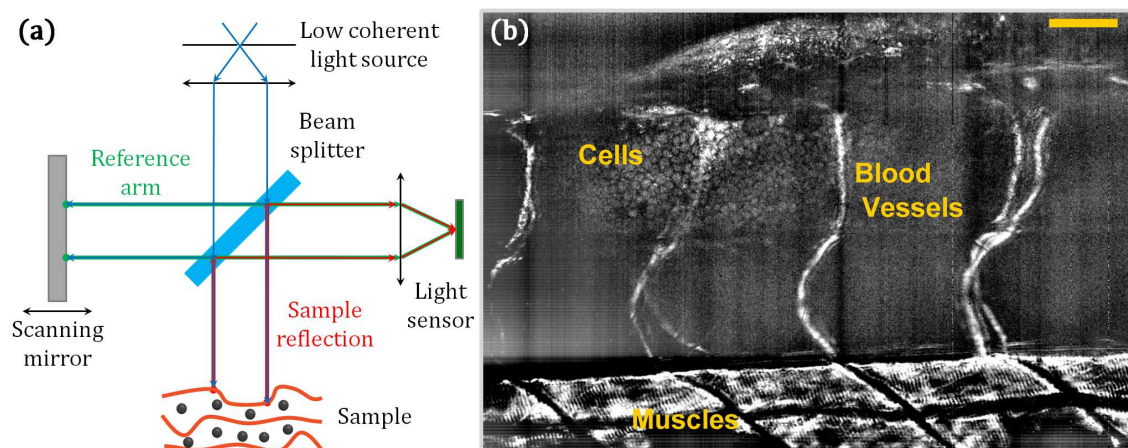 (a)
Low coherent
light source
Beam
splitter
Reference
arm
Scanning
mirror
Sample
reflection
Light
sensor
Sample
(b)
Cells
Blood
Vessels
Muscles